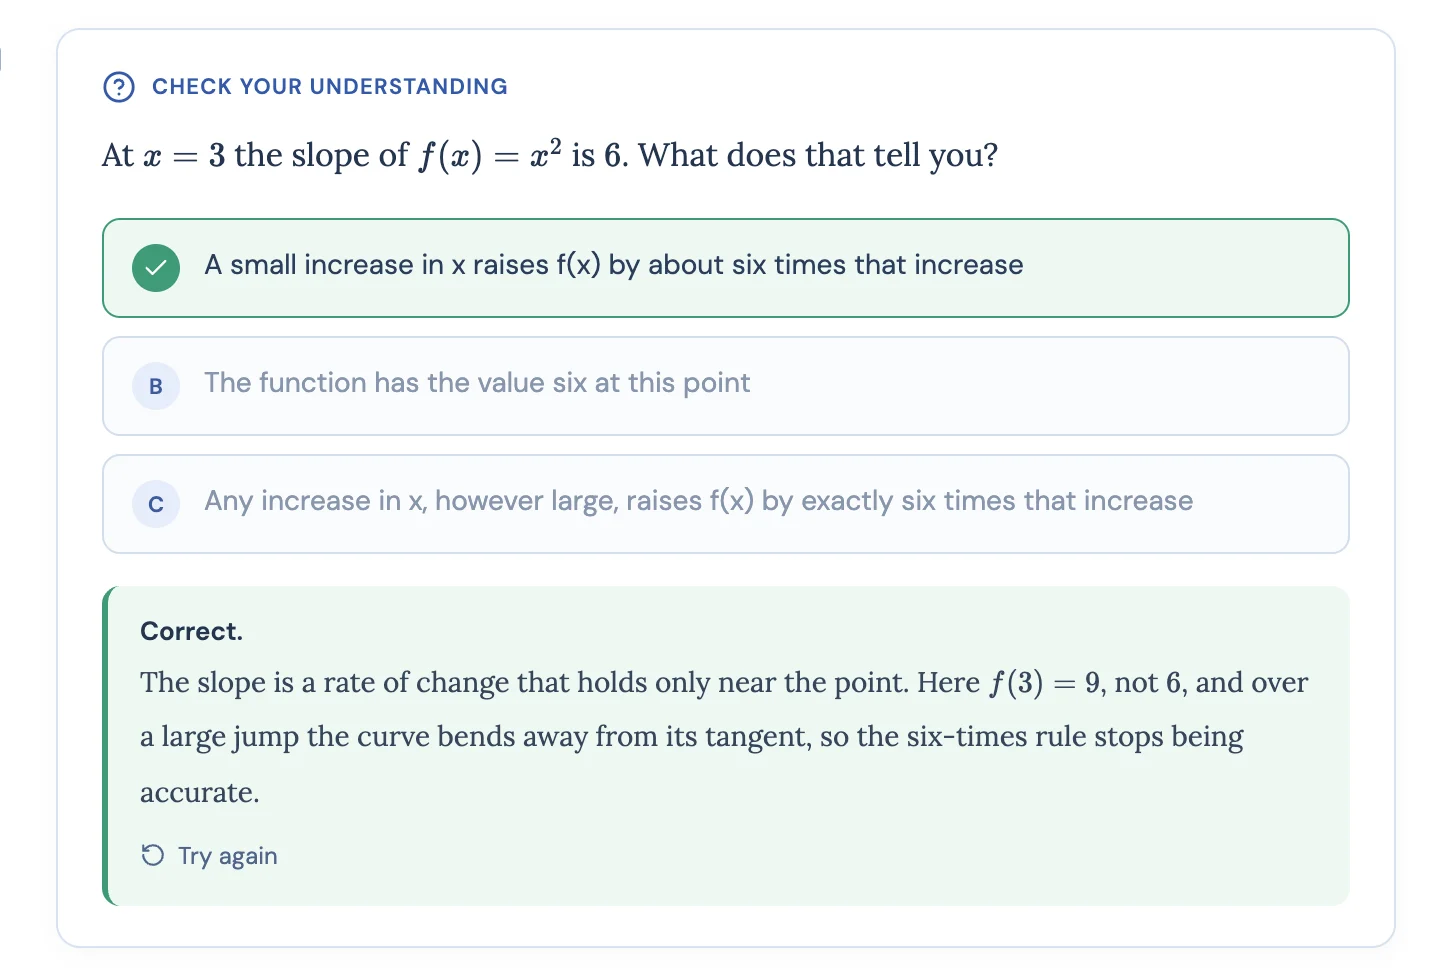 CHECK YOUR UNDERSTANDING
At x = 3 the slope of f(x) = x² is 6. What does that tell you?
A small increase in x raises f(x) by about six times that increase
B The function has the value six at this point
C Any increase in x, however large, raises f(x) by exactly six times that increase
Correct.
The slope is a rate of change that holds only near the point. Here f(3) = 9, not 6, and over
a large jump the curve bends away from its tangent, so the six-times rule stops being
accurate.
Try again